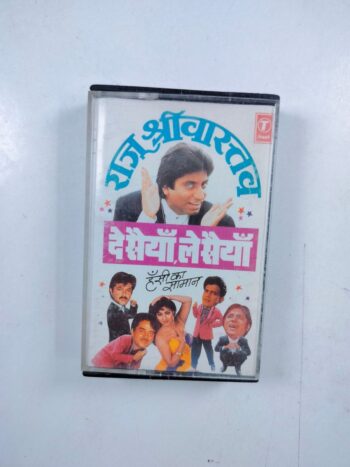 राजू श्रीवास्तव
दे सैयाँ, ले सैयाँ
हँसी का
सामान